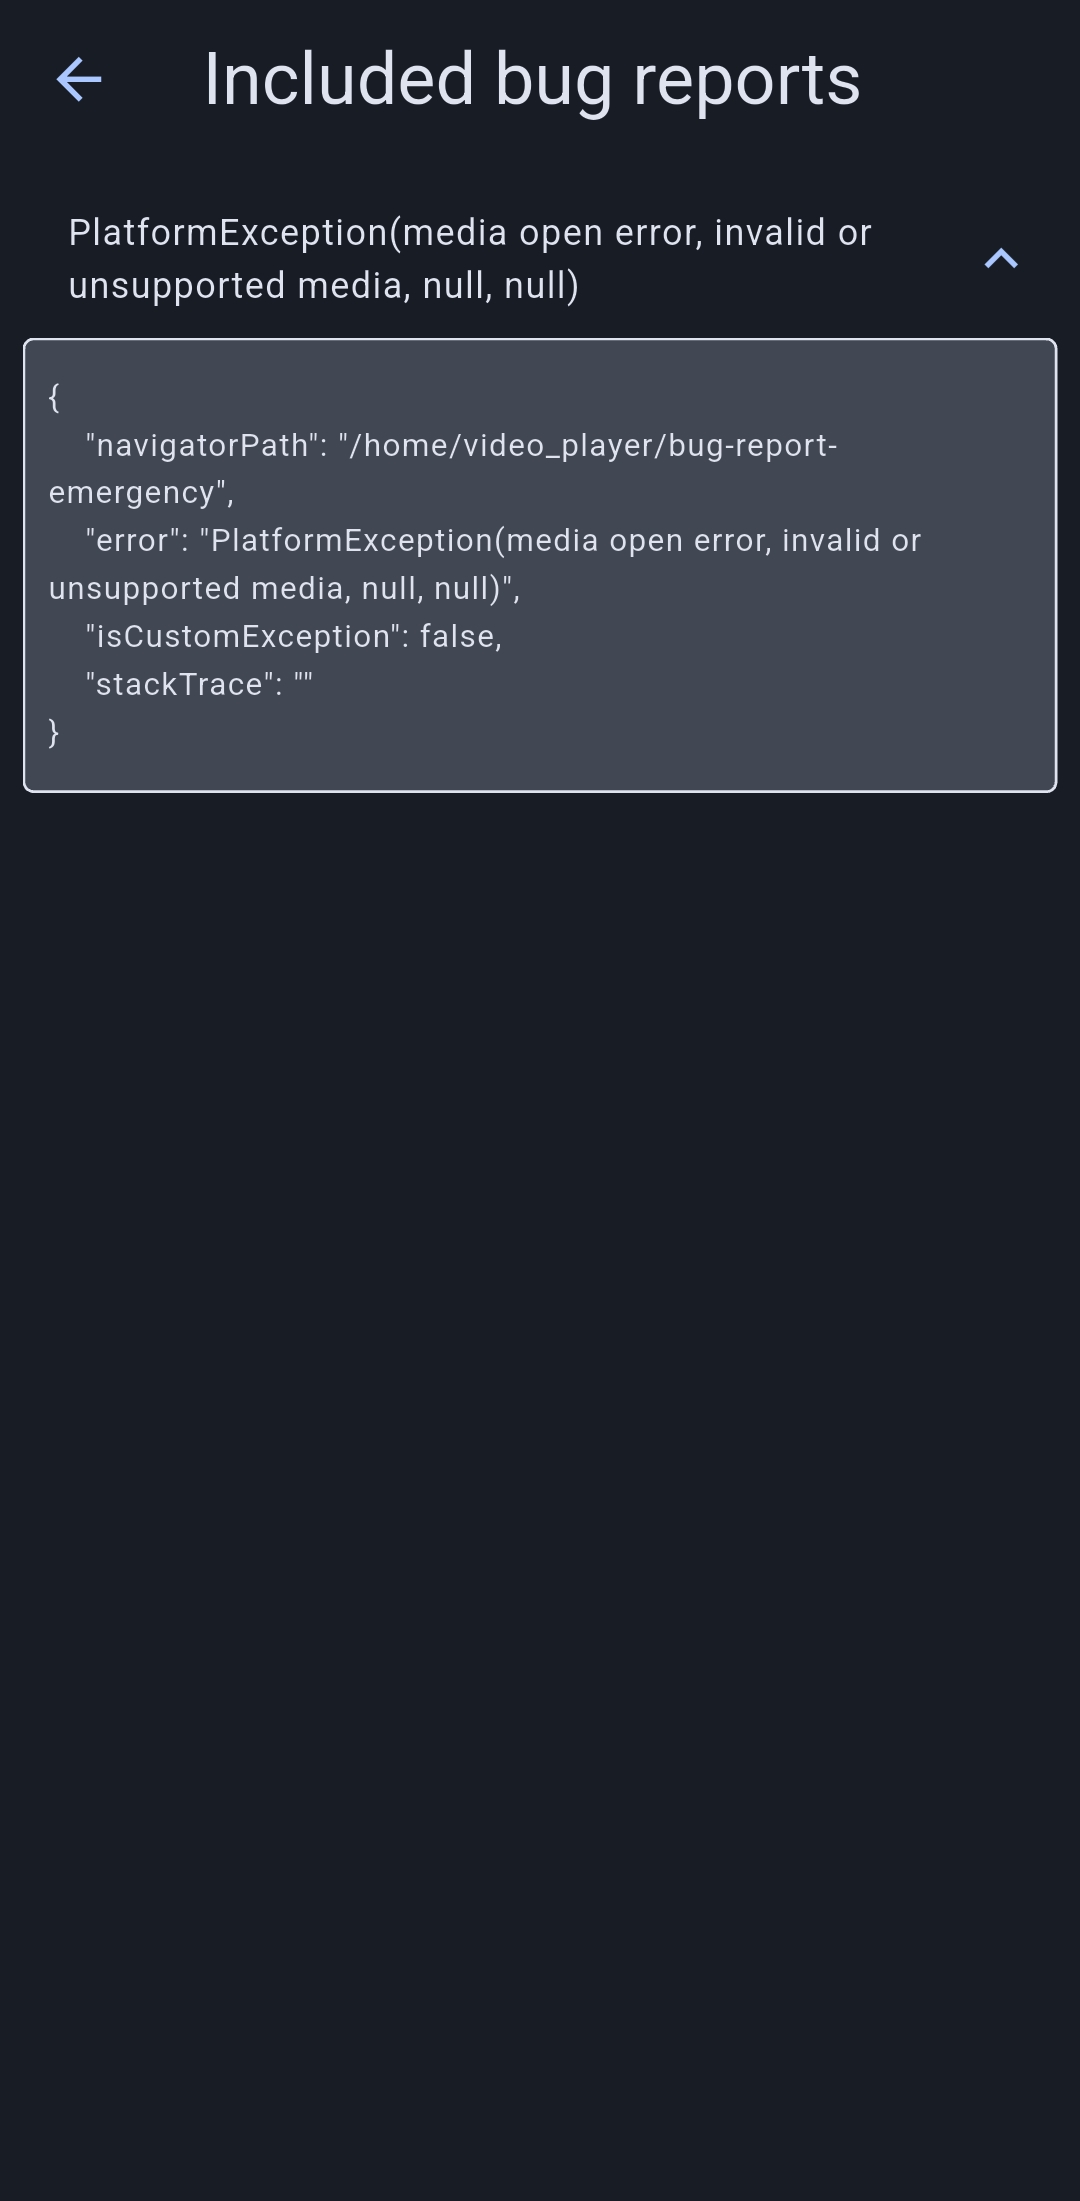 Included bug reports
PlatformException(media open error, invalid or
unsupported media, null, null)
{
    "navigatorPath": "/home/video_player/bug-report-
emergency",
    "error": "PlatformException(media open error, invalid or
unsupported media, null, null)",
    "isCustomException": false,
    "stackTrace": ""
}